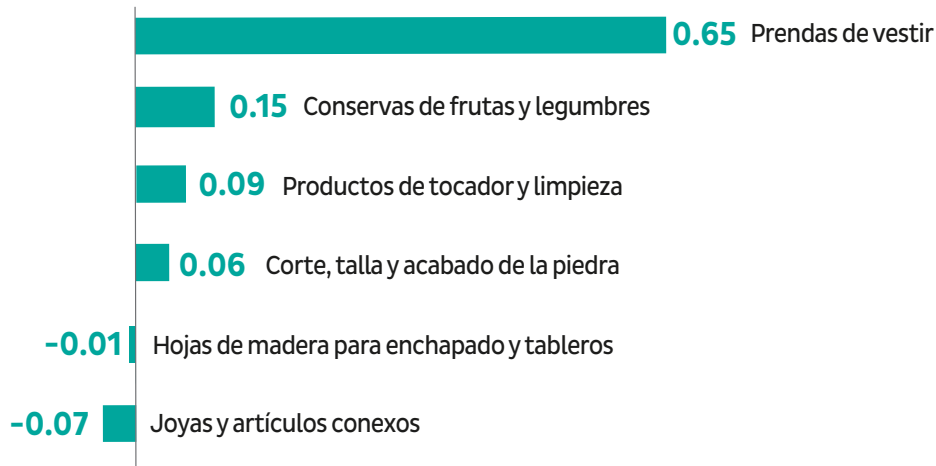 0.65 Prendas de vestir
0.15 Conservas de frutas y legumbres
0.09 Productos de tocador y limpieza
0.06 Corte, talla y acabado de la piedra
-0.01 Hojas de madera para enchapado y tableros
-0.07 Joyas y artículos conexos